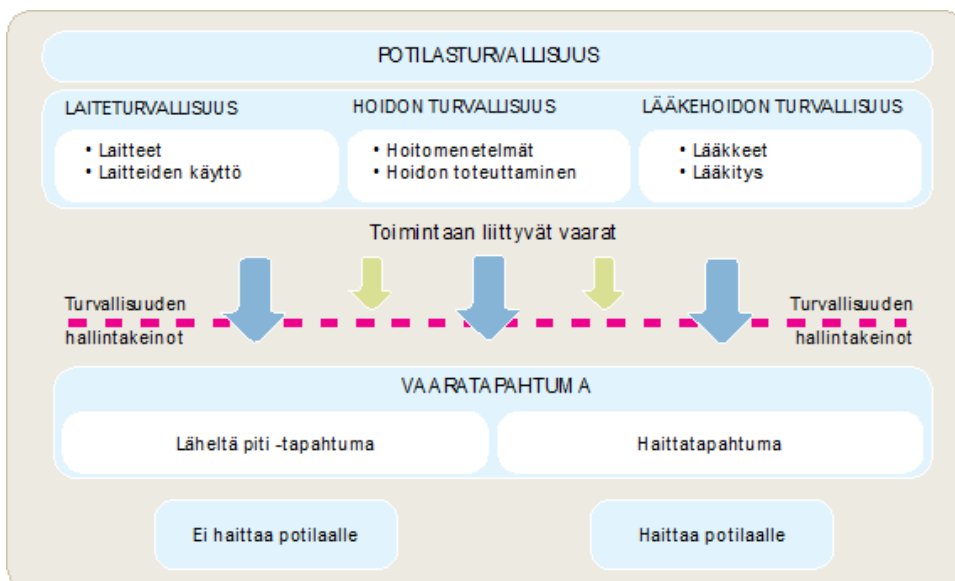 POTILASTURVALLISUUS
LAITETURVALLISUUS
• Laitteet
• Laitteiden käyttö
HOIDON TURVALLISUUS
• Hoitomenetelmät
• Hoidon toteuttaminen
LÄÄKEHOIDON TURVALLISUUS
• Lääkkeet
• Lääkitys
Toimintaan liittyvät vaarat
Turvallisuuden
hallintakeinot
Turvallisuuden
hallintakeinot
VAARATAPAHTUMA
Läheltä piti -tapahtuma
Haittatapahtuma
Ei haittaa potilaalle
Haittaa potilaalle